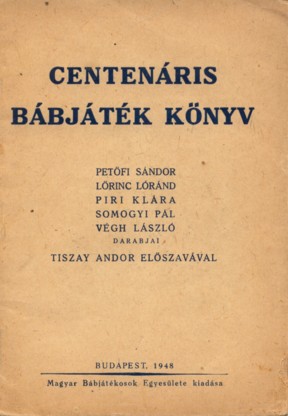 CENTENÁRIS
BÁBJÁTÉK KÖNYV
PETŐFI SÁNDOR
LŐRINC LÓRÁND
PIRI KLÁRA
SOMOGYI PÁL
VÉGH LÁSZLÓ
DARABJAI
TISZAY ANDOR ELŐSZAVÁVAL
BUDAPEST, 1948
Magyar Bábjátékosok Egyesülete kiadása